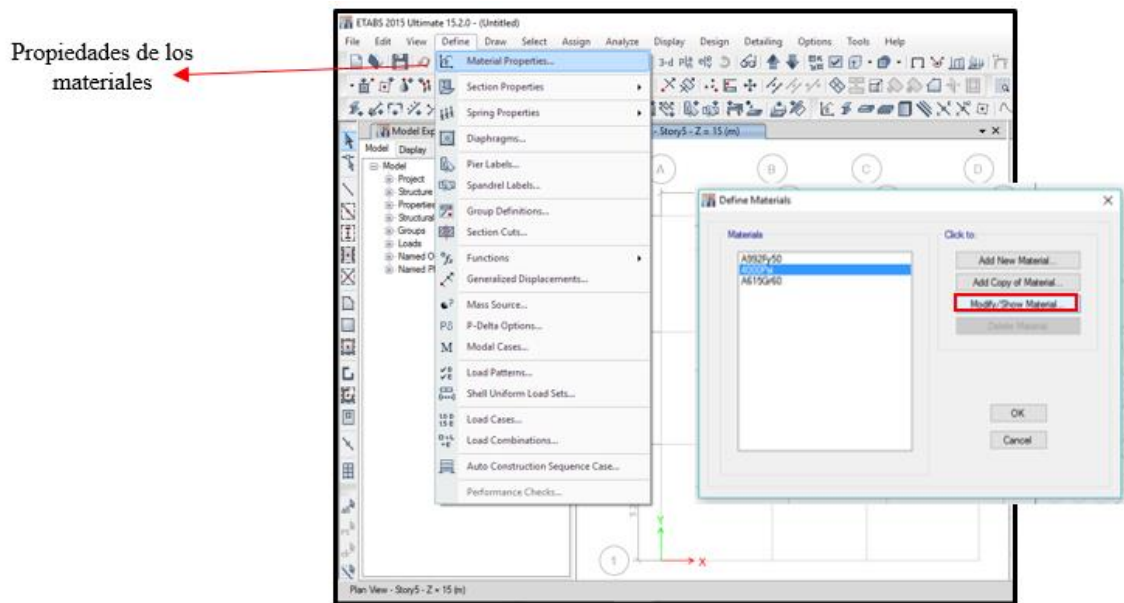 Propiedades de los
materiales
ETABS 2015 Ultimate 15.2.0 - (Untitled)
File Edit View Define Draw Select Assign Analyze Display Design Detailing Options Tools Help
Material Properties...
Section Properties
Spring Properties
Diaphragms...
Pier Labels...
Spandrel Labels...
Group Definitions...
Section Cuts...
Functions
Generalized Displacements...
Mass Source...
P-Delta Options...
Modal Cases...
Load Patterns...
Shell Uniform Load Sets...
Load Cases...
Load Combinations...
Auto Construction Sequence Case...
Performance Checks...
Model Exp
Model Display
Model
Project
Structure
Properties
Structural
Groups
Loads
Named O
Named Pl
- Story5 - Z = 15 (m)
A B C D
1
Y
X
Define Materials
Materials
A992Fy50
4000Psi
A615Gr60
Click to:
Add New Material...
Add Copy of Material...
Modify/Show Material...
Delete Material
OK
Cancel
Plan View - Story5 - Z = 15 (m)